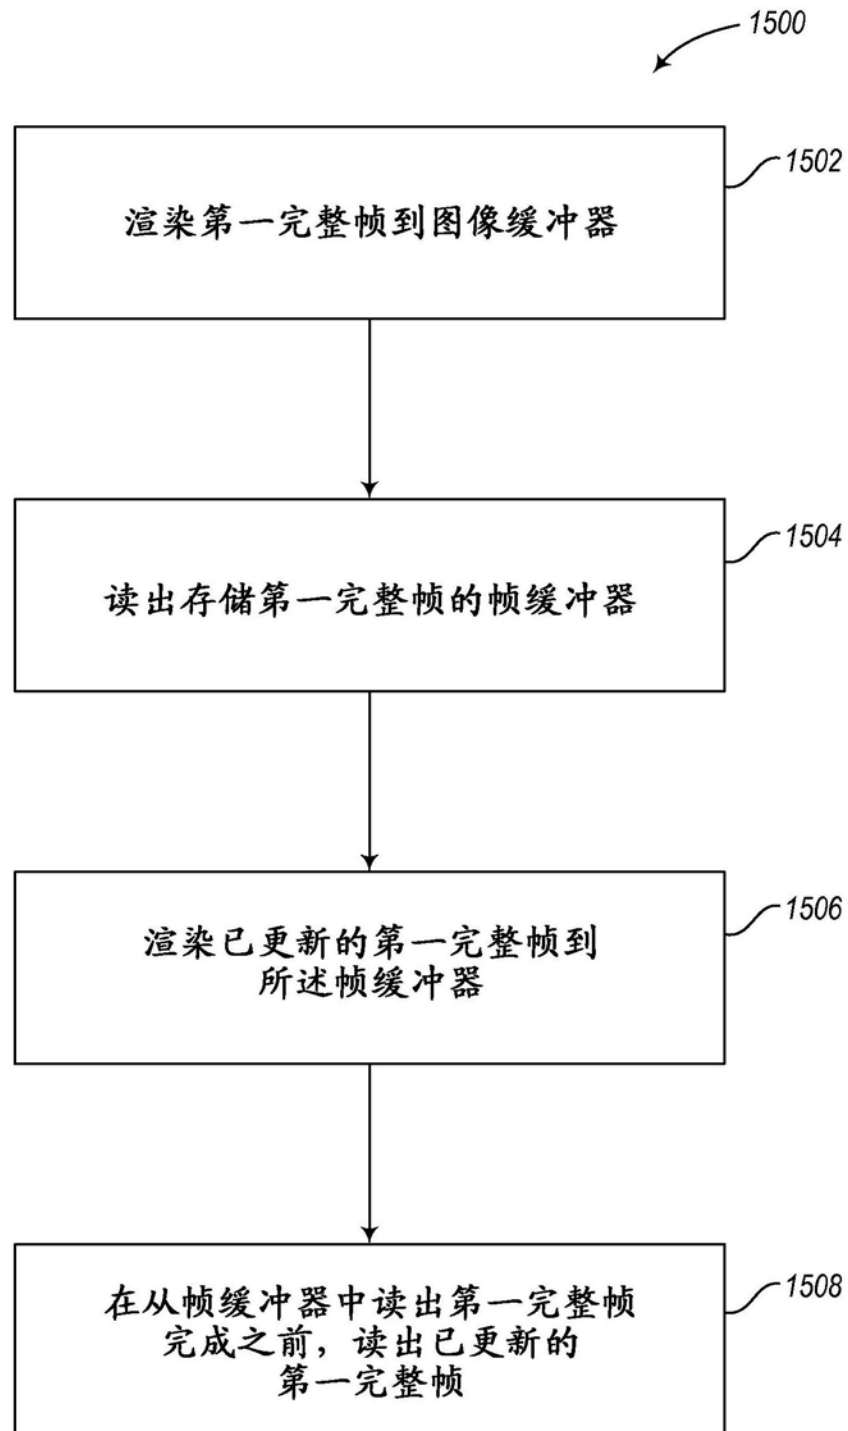 1500
1502
渲染第一完整帧到图像缓冲器
1504
读出存储第一完整帧的帧缓冲器
1506
渲染已更新的第一完整帧到
所述帧缓冲器
1508
在从帧缓冲器中读出第一完整帧
完成之前，读出已更新的
第一完整帧